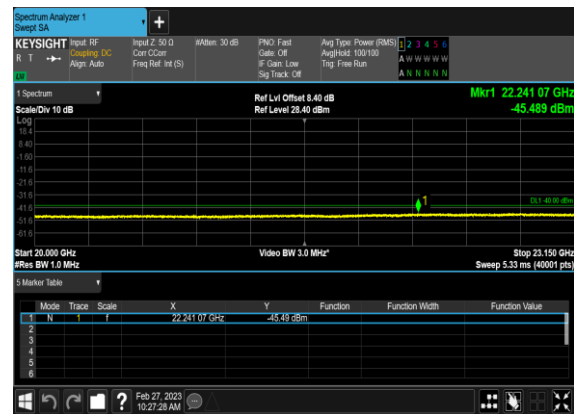 Spectrum Analyzer 1
Swept SA
+
KEYSIGHT Input: RF Input Z: 50 Ω #Atten: 30 dB PNO: Fast Avg Type: Power (RMS) 1 2 3 4 5 6
R T Coupling: DC Corr CCorr Gate: Off Avg|Hold: 100/100 A W W W W W
Align: Auto Freq Ref: Int (S) IF Gain: Low Trig: Free Run
LW Sig Track: Off A N N N N N
1 Spectrum Ref Lvl Offset 8.40 dB Mkr1 22.241 07 GHz
Scale/Div 10 dB Ref Level 28.40 dBm -45.489 dBm
Log
18.4
8.40
-1.60
-11.6
-21.6
-31.6
1
DL1 -40.00 dBm
-41.6
-51.6
-61.6
Start 20.000 GHz Video BW 3.0 MHz* Stop 23.150 GHz
#Res BW 1.0 MHz Sweep 5.33 ms (40001 pts)
5 Marker Table
Mode Trace Scale X Y Function Function Width Function Value
1 N 1 f 22.241 07 GHz -45.49 dBm
2
3
4
5
6
? Feb 27, 2023
10:27:28 AM